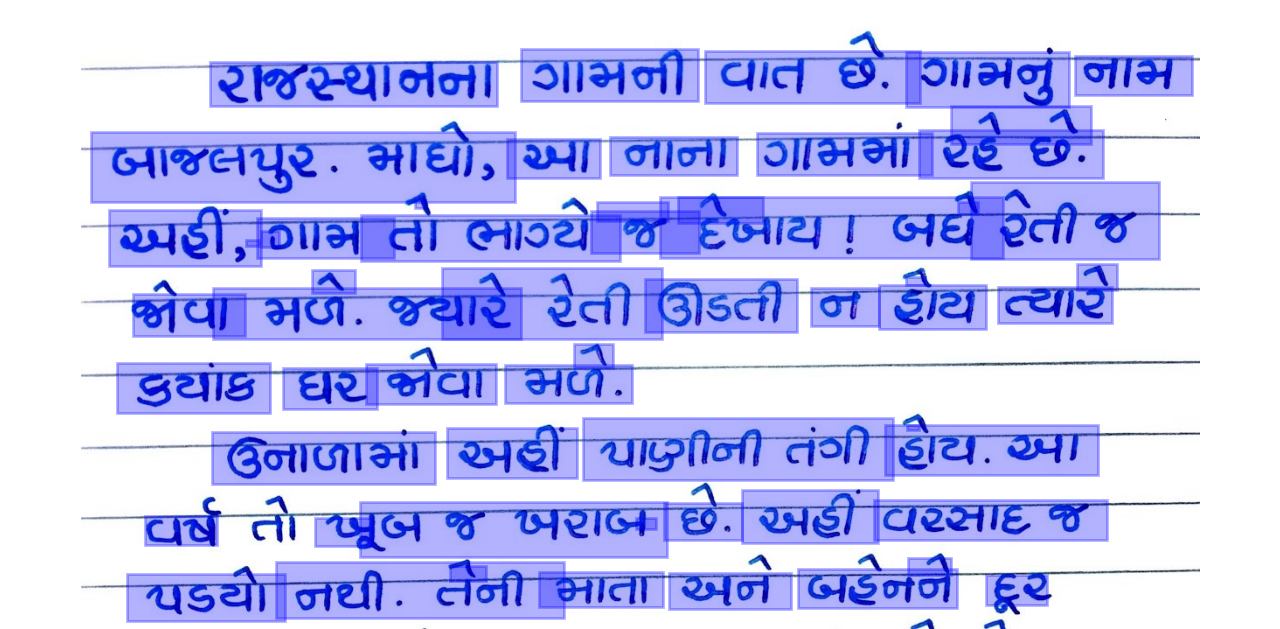 રાજસ્થાનના ગામની વાત છે. ગામનું નામ
બાજલપુર. માધો, આ નાના ગામમાં રહે છે.
અહીં, ગામ તો ભાગ્યે જ દેખાય! બધે રેતી જ
જોવા મળે. જ્યારે રેતી ઊડતી ન હોય ત્યારે
કયાંક ઘર જોવા મળે.
ઉનાળામાં અહીં પાણીની તંગી હોય. આ
વર્ષ તો ખૂબ જ ખરાબ છે. અહીં વરસાદ જ
પડયો નથી. તેની માતા અને બહેનને દૂર